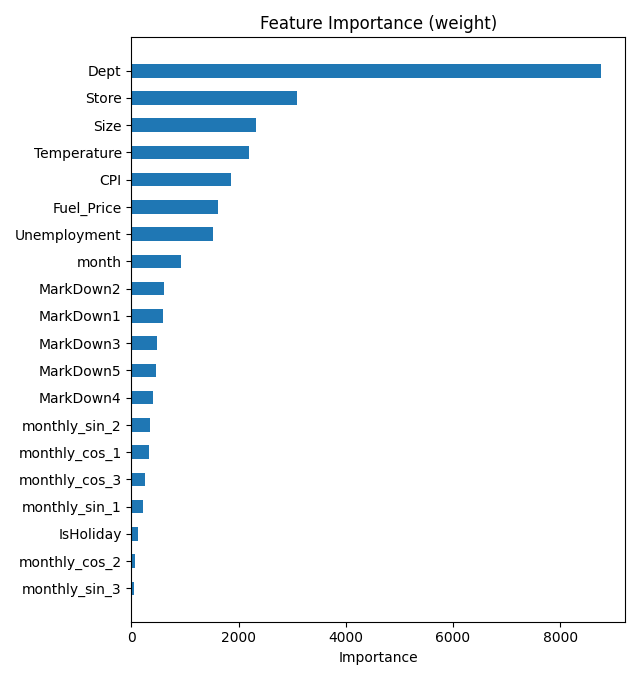 Feature Importance (weight)
Dept
Store
Size
Temperature
CPI
Fuel_Price
Unemployment
month
MarkDown2
MarkDown1
MarkDown3
MarkDown5
MarkDown4
monthly_sin_2
monthly_cos_1
monthly_cos_3
monthly_sin_1
IsHoliday
monthly_cos_2
monthly_sin_3
0 2000 4000 6000 8000
Importance